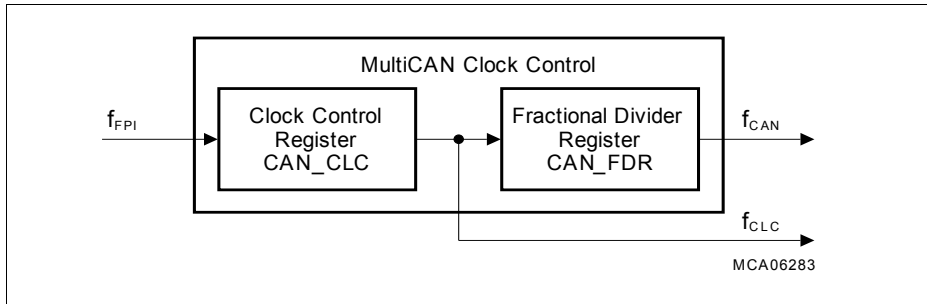 MultiCAN Clock Control
f_FPI
Clock Control
Register
CAN_CLC
Fractional Divider
Register
CAN_FDR
f_CAN
f_CLC
MCA06283